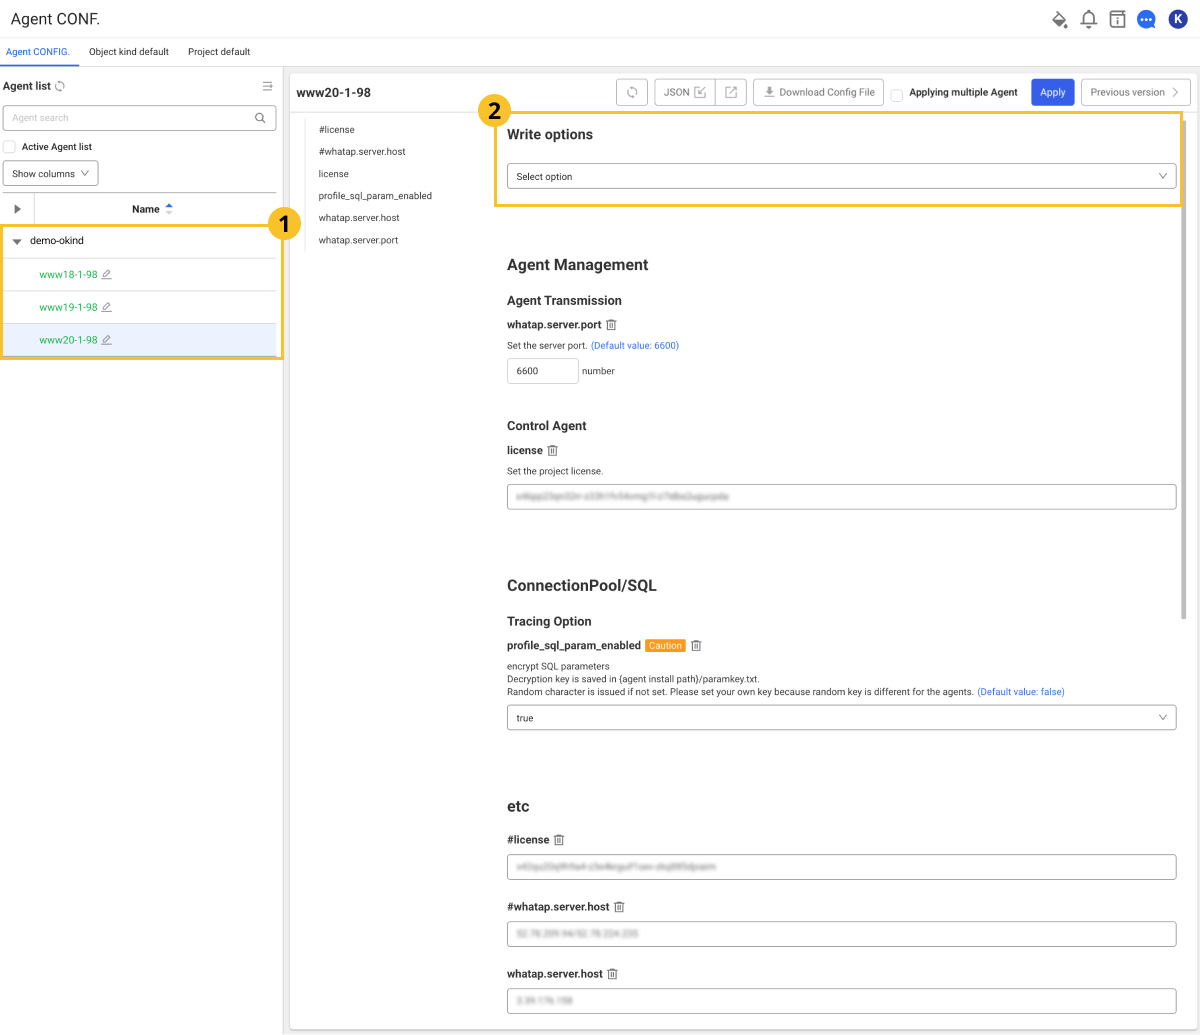 Agent CONF.
K
Agent CONFIG.
Object kind default
Project default
Agent list
Agent search
Active Agent list
Show columns
Name
1
demo-okind
www18-1-98
www19-1-98
www20-1-98
www20-1-98
JSON
Download Config File
Applying multiple Agent
Apply
Previous version
#license
#whatap.server.host
license
profile_sql_param_enabled
whatap.server.host
whatap.server.port
2
Write options
Select option
Agent Management
Agent Transmission
whatap.server.port
Set the server port. (Default value: 6600)
6600 number
Control Agent
license
Set the project license.
ConnectionPool/SQL
Tracing Option
profile_sql_param_enabled Caution
encrypt SQL parameters
Decryption key is saved in {agent install path}/paramkey.txt.
Random character is issued if not set. Please set your own key because random key is different for the agents. (Default value: false)
true
etc
#license
#whatap.server.host
whatap.server.host